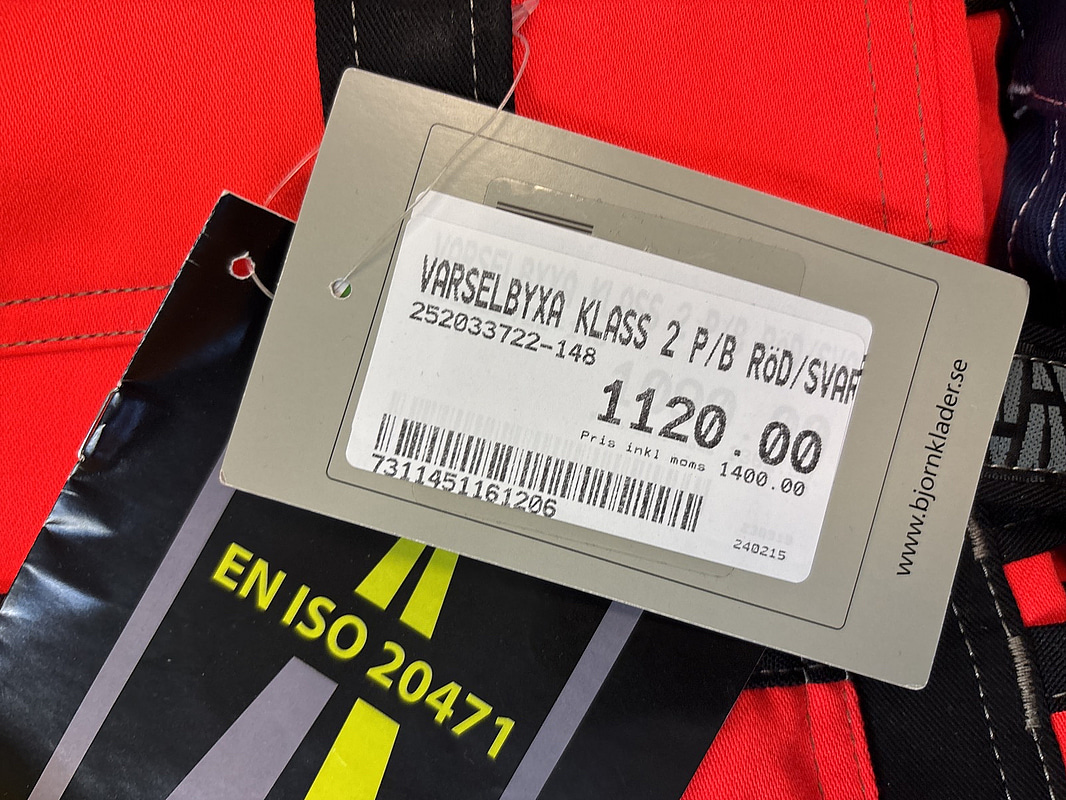 VARSELBYXA KLASS 2 P/B RöD/SVAR
252033722-148
1120.00
Pris inkl moms 1400.00
7311451161206
240215
www.bjornklader.se
EN ISO 20471